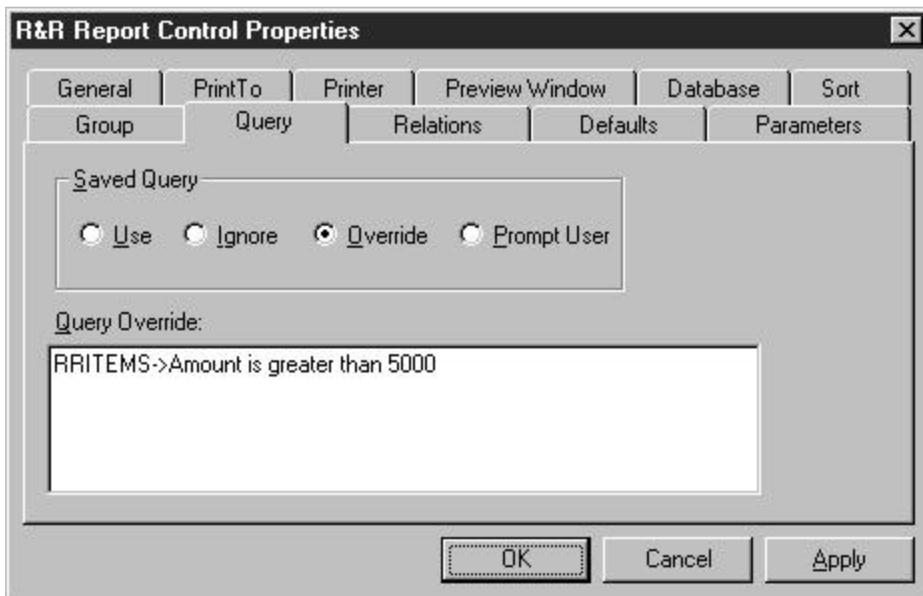 R&R Report Control Properties
General PrintTo Printer Preview Window Database Sort
Group Query Relations Defaults Parameters
Saved Query
Use Ignore Override Prompt User
Query Override:
RRITEMS->Amount is greater than 5000
OK Cancel Apply